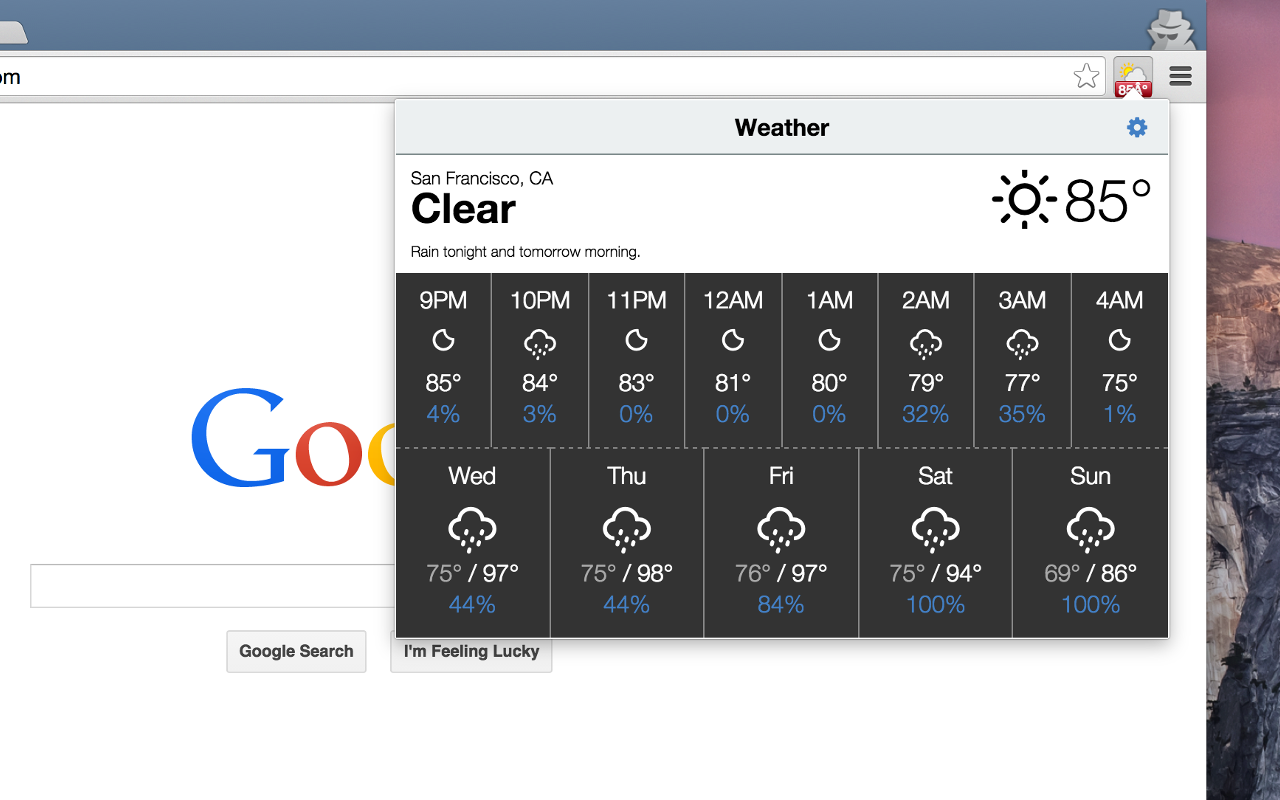 om
85°
Weather
San Francisco, CA
Clear
85°
Rain tonight and tomorrow morning.
9PM 10PM 11PM 12AM 1AM 2AM 3AM 4AM
85° 84° 83° 81° 80° 79° 77° 75°
4% 3% 0% 0% 0% 32% 35% 1%
Goo
Wed Thu Fri Sat Sun
75° / 97° 75° / 98° 76° / 97° 75° / 94° 69° / 86°
44% 44% 84% 100% 100%
Google Search I'm Feeling Lucky